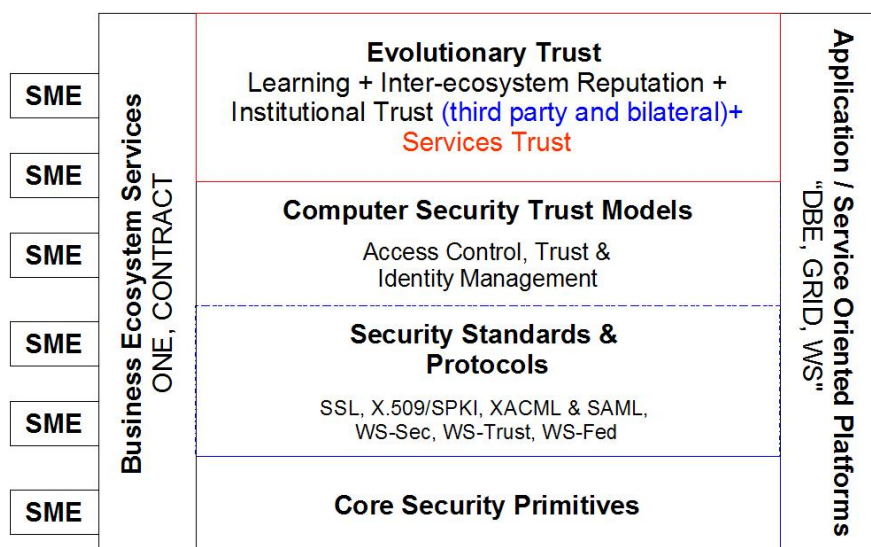 SME
SME
SME
SME
SME
SME
Business Ecosystem Services
ONE, CONTRACT
Evolutionary Trust
Learning + Inter-ecosystem Reputation +
Institutional Trust (third party and bilateral)+
Services Trust
Computer Security Trust Models
Access Control, Trust &
Identity Management
Security Standards &
Protocols
SSL, X.509/SPKI, XACML & SAML,
WS-Sec, WS-Trust, WS-Fed
Core Security Primitives
Application / Service Oriented Platforms
“DBE, GRID, WS"